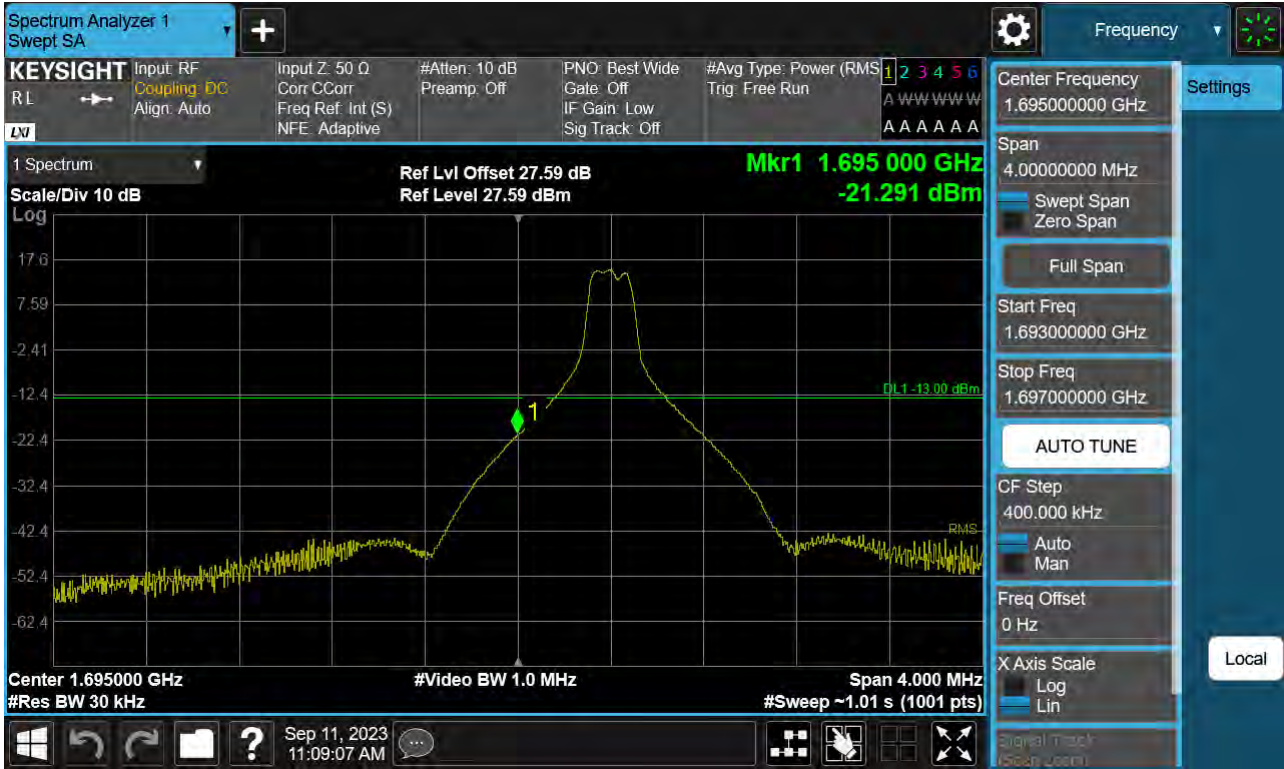 Spectrum Analyzer 1
Swept SA
Frequency
KEYSIGHT
R L
LXI
Input: RF
Coupling: DC
Align: Auto
Input Z: 50 Ω
Corr CCorr
Freq Ref: Int (S)
NFE: Adaptive
#Atten: 10 dB
Preamp: Off
PNO: Best Wide
Gate: Off
IF Gain: Low
Sig Track: Off
#Avg Type: Power (RMS
Trig: Free Run
1 2 3 4 5 6
A W W W W W
A A A A A A
1 Spectrum
Scale/Div 10 dB
Log
Ref Lvl Offset 27.59 dB
Ref Level 27.59 dBm
Mkr1 1.695 000 GHz
-21.291 dBm
17.6
7.59
-2.41
-12.4
-22.4
-32.4
-42.4
-52.4
-62.4
DL1 -13.00 dBm
1
RMS
Center 1.695000 GHz
#Res BW 30 kHz
#Video BW 1.0 MHz
Span 4.000 MHz
#Sweep ~1.01 s (1001 pts)
Center Frequency
1.695000000 GHz
Settings
Span
4.00000000 MHz
Swept Span
Zero Span
Full Span
Start Freq
1.693000000 GHz
Stop Freq
1.697000000 GHz
AUTO TUNE
CF Step
400.000 kHz
Auto
Man
Freq Offset
0 Hz
X Axis Scale
Log
Lin
Local
Signal Track
(Span Zoom)
?
Sep 11, 2023
11:09:07 AM